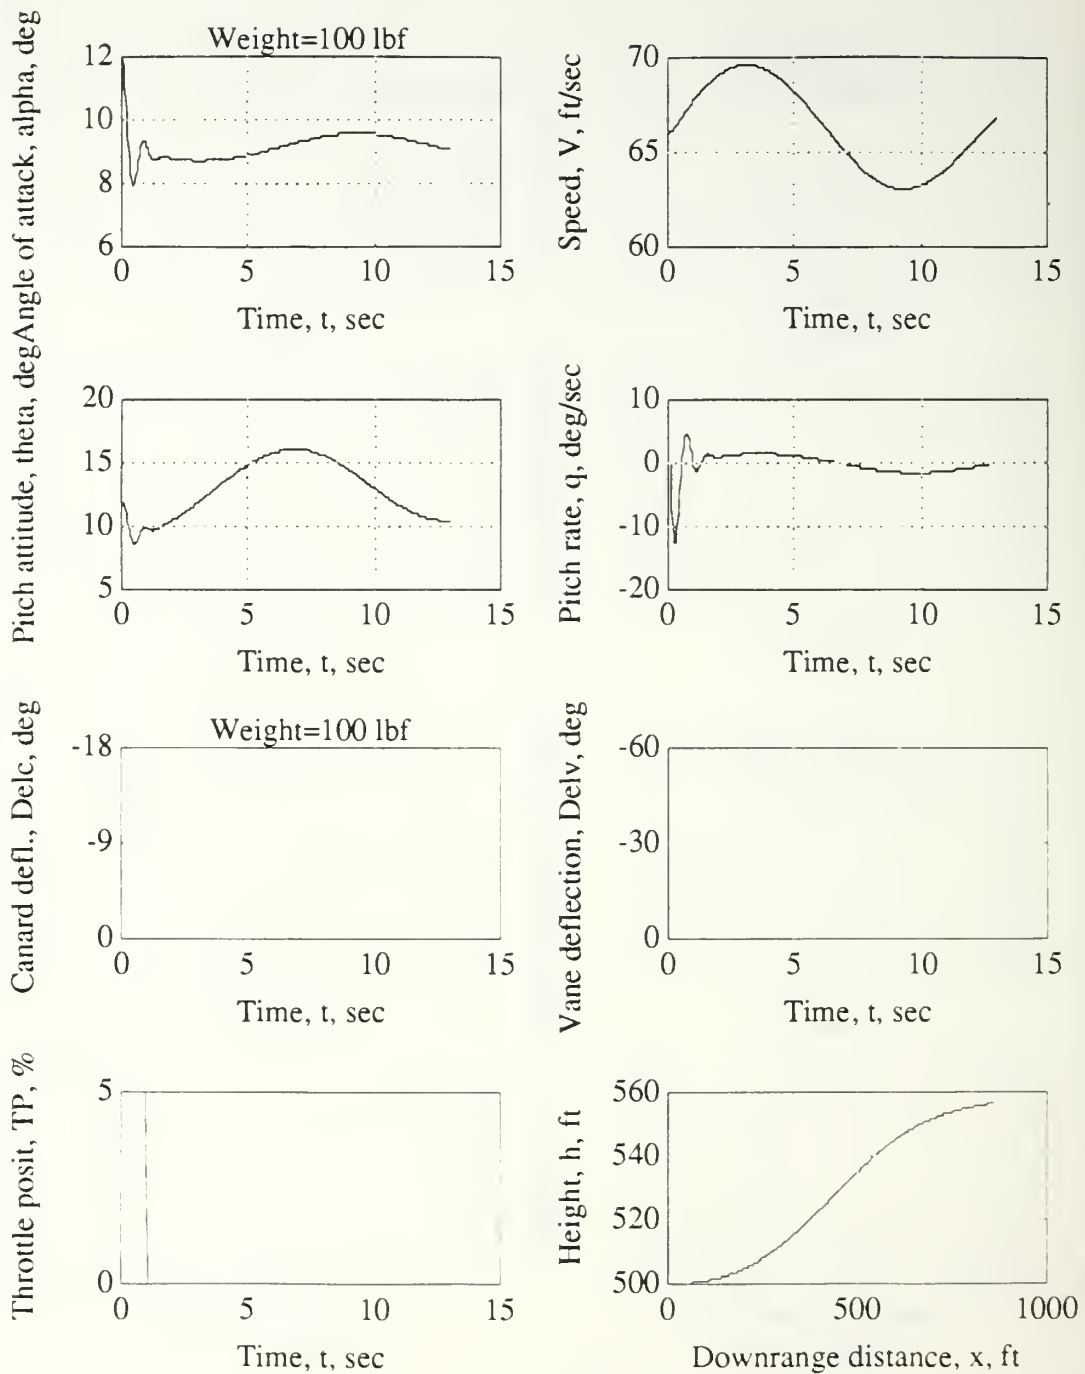 Weight=100 lbf
Angle of attack, alpha, deg
12
10
8
6
0 5 10 15
Time, t, sec
Speed, V, ft/sec
70
65
60
0 5 10 15
Time, t, sec
Pitch attitude, theta, deg
20
15
10
5
0 5 10 15
Time, t, sec
Pitch rate, q, deg/sec
10
0
-10
-20
0 5 10 15
Time, t, sec
Weight=100 lbf
Canard defl., Delc, deg
-18
-9
0
0 5 10 15
Time, t, sec
Vane deflection, Delv, deg
-60
-30
0
0 5 10 15
Time, t, sec
Throttle posit, TP, %
5
0
0 5 10 15
Time, t, sec
Height, h, ft
560
540
520
500
0 500 1000
Downrange distance, x, ft